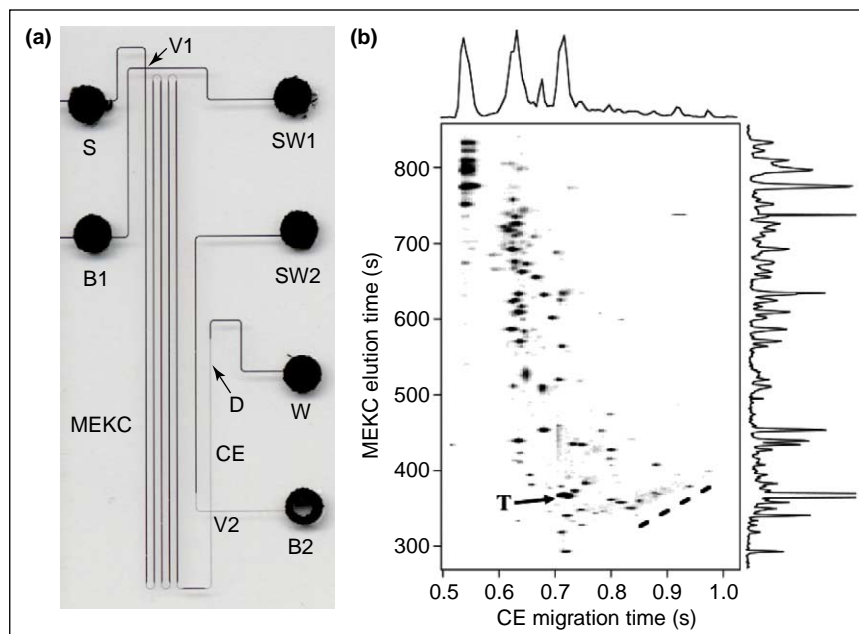 (a)
V1
S
SW1
B1
SW2
D
W
MEKC
CE
V2
B2
(b)
MEKC elution time (s)
800
700
600
500
400
300
T
0.5 0.6 0.7 0.8 0.9 1.0
CE migration time (s)